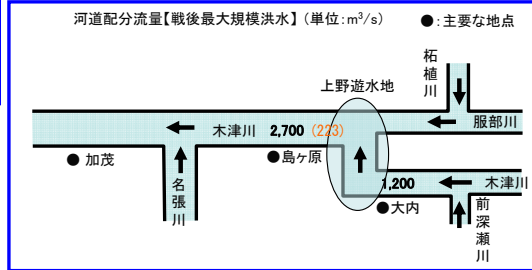 河道配分流量【戦後最大規模洪水】(単位:m³/s)
●:主要な地点
柘植川
上野遊水地
服部川
木津川 2,700 (223)
●加茂
●島ヶ原
名張川
1,200
木津川
●大内
前深瀬川